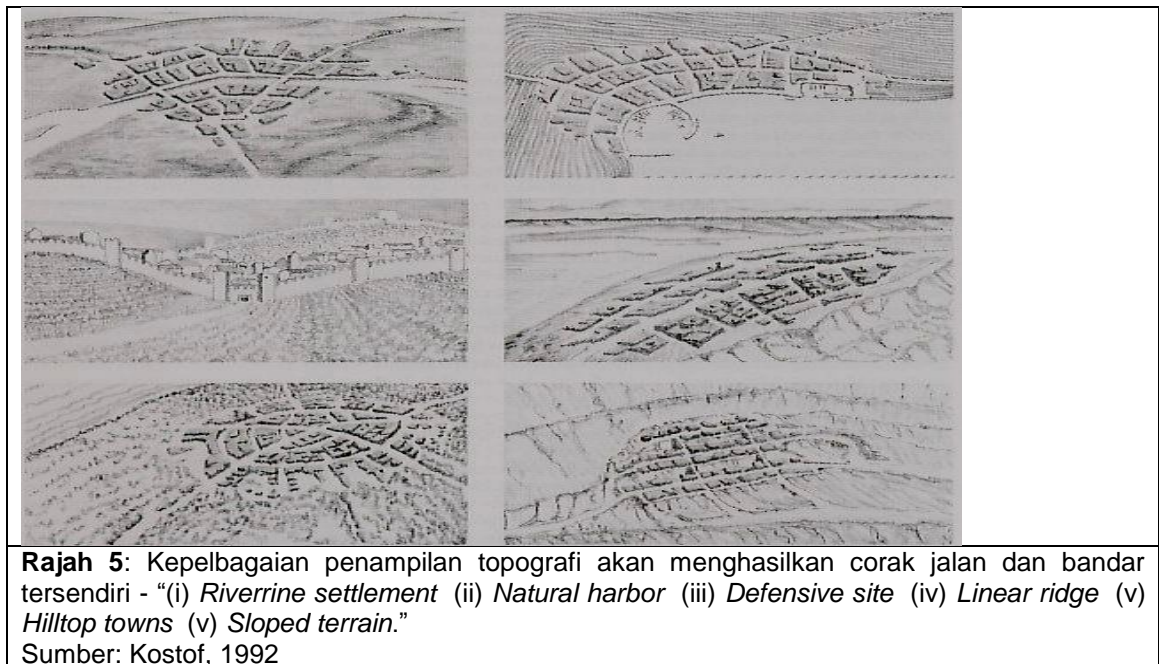 Rajah 5: Kepelbagaian penampilan topografi akan menghasilkan corak jalan dan bandar
tersendiri - “(i) Riverrine settlement (ii) Natural harbor (iii) Defensive site (iv) Linear ridge (v)
Hilltop towns (v) Sloped terrain.”
Sumber: Kostof, 1992